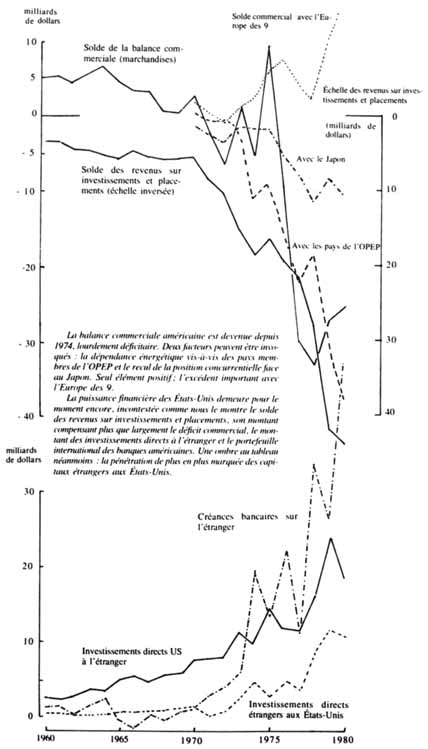 milliards
de dollars
Solde commercial avec l'Eu-
rope des 9
10
Solde de la balance com-
merciale (marchandises)
5
Échelle des revenus sur inves-
tissements et placements
0
0
(milliards de
dollars)
- 5
Avec le Japon
Solde des revenus sur
investissements et place-
ments (échelle inversée)
- 10
10
Avec les pays de l'OPEP
-20
20
La balance commerciale américaine est devenue depuis
1974, lourdement déficitaire. Deux facteurs peuvent être invo-
qués : la dépendance énergétique vis-à-vis des pays mem-
bres de l'OPEP et le recul de la position concurrentielle face
au Japon. Seul élément positif ; l'excédent important avec
l'Europe des 9.
La puissance financière des États-Unis demeure pour le
moment encore, incontestée comme nous le montre le solde
des revenus sur investissements et placements, son montant
compensant plus que largement le déficit commercial, le mon-
tant des investissements directs à l'étranger et le portefeuille
international des banques américaines. Une ombre au tableau
néanmoins : la pénétration de plus en plus marquée des capi-
taux étrangers aux États-Unis.
- 30
30
- 40
40
milliards
de dollars
30
Créances bancaires sur
l'étranger
20
10
Investissements directs US
à l'étranger
Investissements directs
étrangers aux États-Unis
0
1960
1965
1970
1975
1980